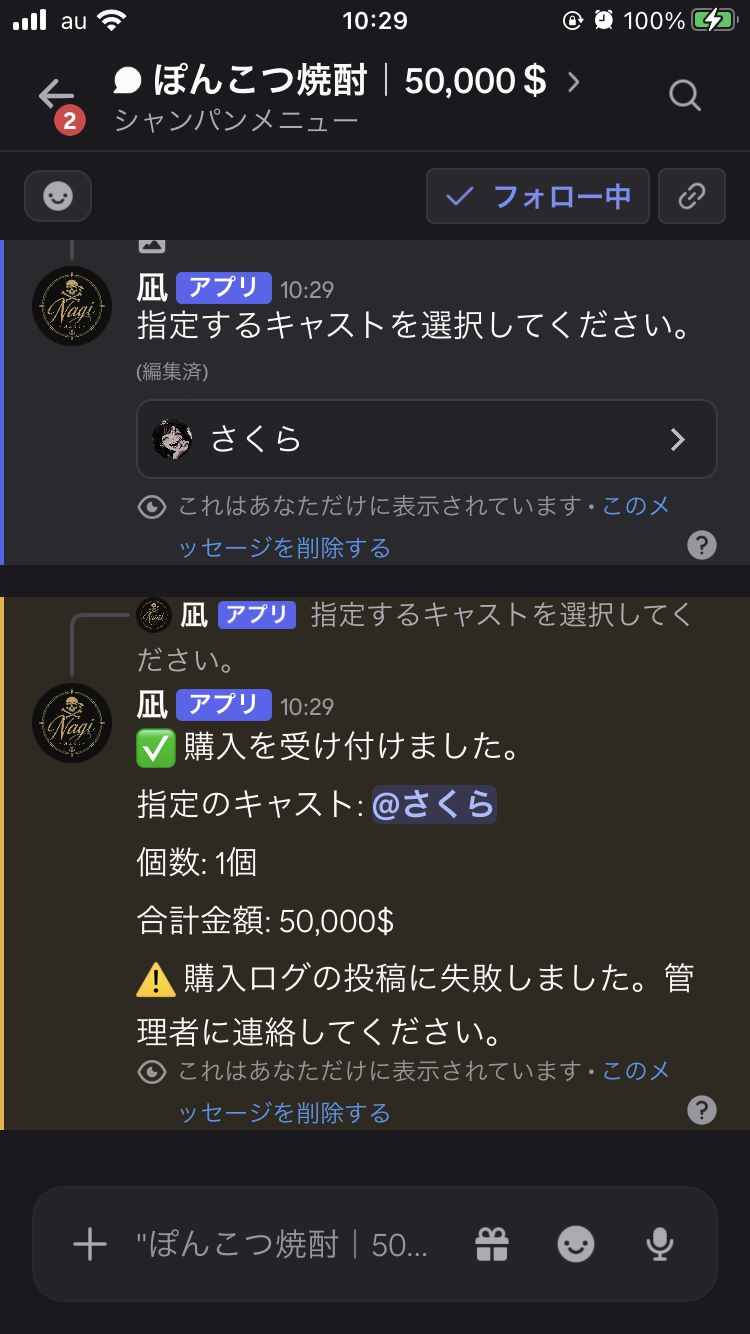 au 10:29 100%
ぽんこつ焼酎｜50,000＄
2
シャンパンメニュー
フォロー中
凪 アプリ 10:29
Nagi
指定するキャストを選択してください。
(編集済)
さくら
これはあなただけに表示されています・このメ
ッセージを削除する
?
凪 アプリ 指定するキャストを選択してく
ださい。
凪 アプリ 10:29
Nagi
✅ 購入を受け付けました。
指定のキャスト: @さくら
個数: 1個
合計金額: 50,000$
⚠️ 購入ログの投稿に失敗しました。管
理者に連絡してください。
これはあなただけに表示されています・このメ
ッセージを削除する
?
"ぽんこつ焼酎｜50...